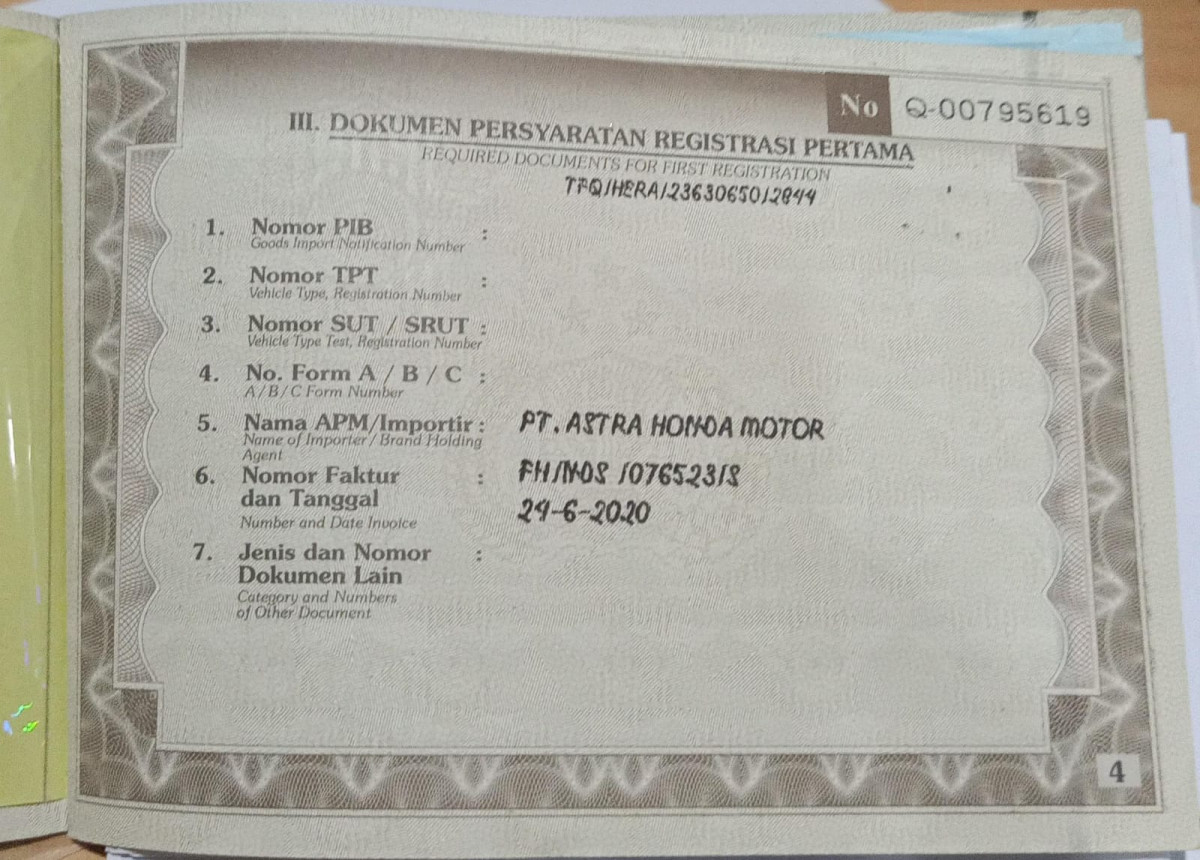 No Q-00795619
III. DOKUMEN PERSYARATAN REGISTRASI PERTAMA
REQUIRED DOCUMENTS FOR FIRST REGISTRATION
TFQ/HERA/23630650/2844
1. Nomor PIB :
Goods Import Notification Number
2. Nomor TPT :
Vehicle Type, Registration Number
3. Nomor SUT / SRUT :
Vehicle Type Test, Registration Number
4. No. Form A / B / C :
A / B / C Form Number
5. Nama APM/Importir : PT. ASTRA HONDA MOTOR
Name of Importer / Brand Holding
Agent
6. Nomor Faktur : FH/
dan Tanggal 24-6-2020
Number and Date Invoice
7. Jenis dan Nomor :
Dokumen Lain
Category and Numbers
of Other Document
4